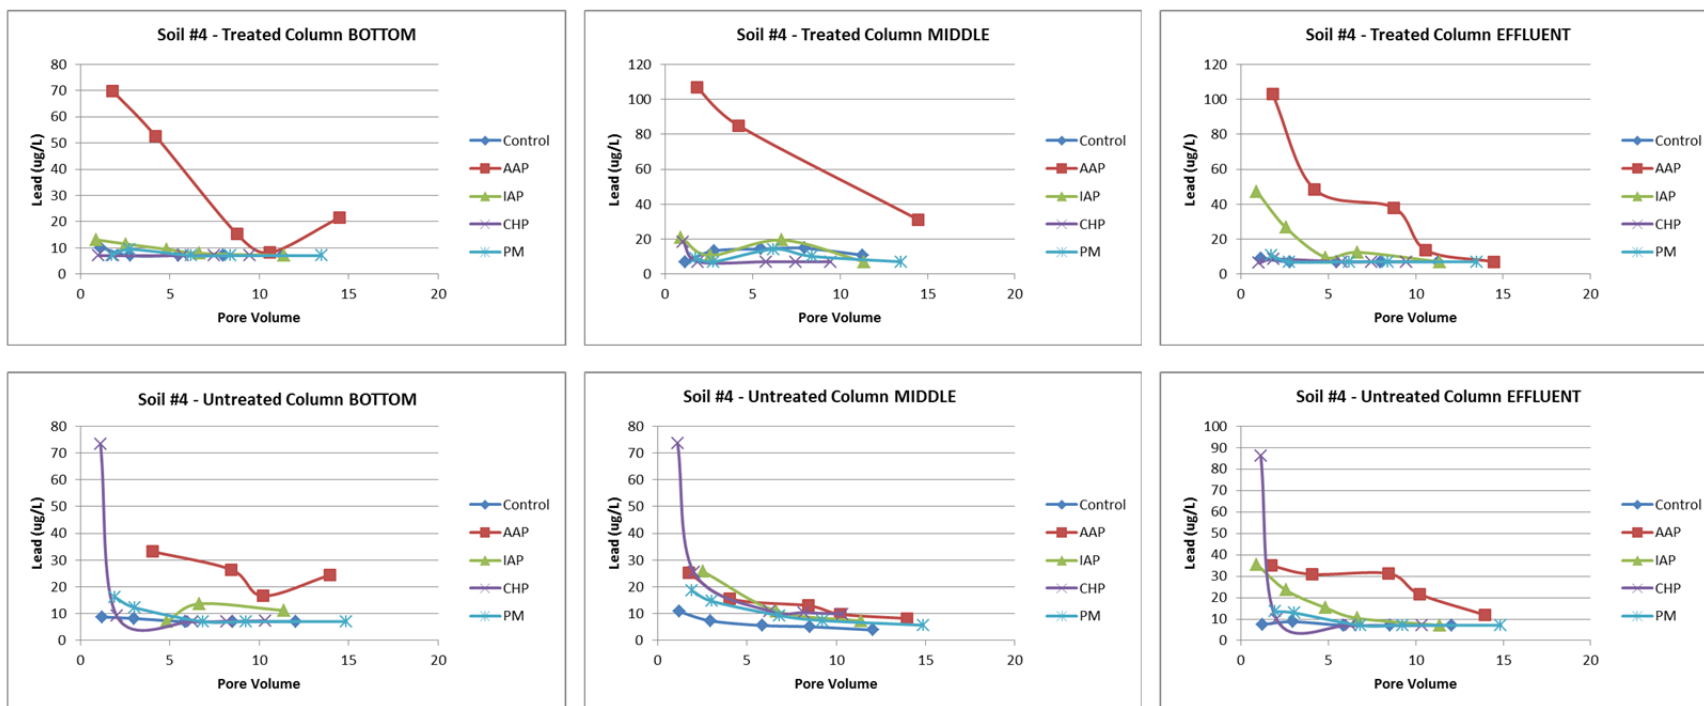 Soil #4 - Treated Column BOTTOM
80
70
60
50
40
30
20
10
0
Lead (ug/L)
0 5 10 15 20
Pore Volume
Control
AAP
IAP
CHP
PM
Soil #4 - Treated Column MIDDLE
120
100
80
60
40
20
0
Lead (ug/L)
0 5 10 15 20
Pore Volume
Control
AAP
IAP
CHP
PM
Soil #4 - Treated Column EFFLUENT
120
100
80
60
40
20
0
Lead (ug/L)
0 5 10 15 20
Pore Volume
Control
AAP
IAP
CHP
PM
Soil #4 - Untreated Column BOTTOM
80
70
60
50
40
30
20
10
0
Lead (ug/L)
0 5 10 15 20
Pore Volume
Control
AAP
IAP
CHP
PM
Soil #4 - Untreated Column MIDDLE
80
70
60
50
40
30
20
10
0
Lead (ug/L)
0 5 10 15 20
Pore Volume
Control
AAP
IAP
CHP
PM
Soil #4 - Untreated Column EFFLUENT
100
90
80
70
60
50
40
30
20
10
0
Lead (ug/L)
0 5 10 15 20
Pore Volume
Control
AAP
IAP
CHP
PM